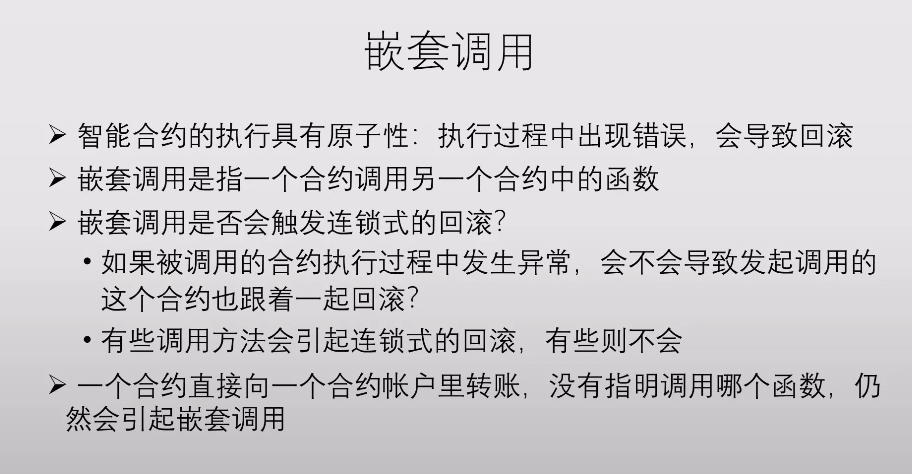 嵌套调用
➢ 智能合约的执行具有原子性：执行过程中出现错误，会导致回滚
➢ 嵌套调用是指一个合约调用另一个合约中的函数
➢ 嵌套调用是否会触发连锁式的回滚？
• 如果被调用的合约执行过程中发生异常，会不会导致发起调用的
这个合约也跟着一起回滚？
• 有些调用方法会引起连锁式的回滚，有些则不会
➢ 一个合约直接向一个合约帐户里转账，没有指明调用哪个函数，仍
然会引起嵌套调用